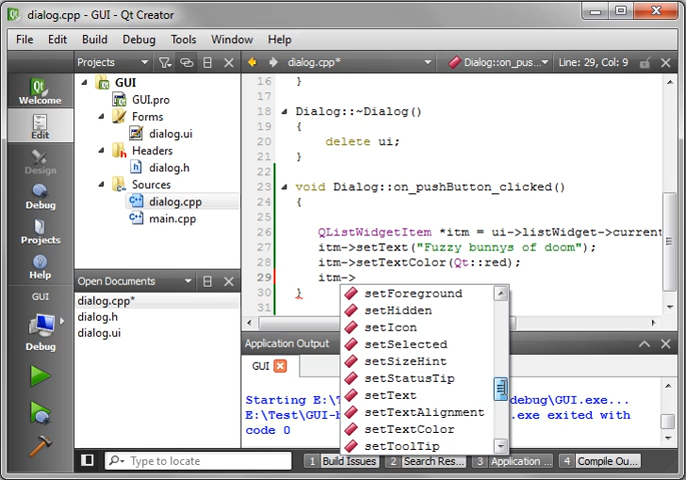 dialog.cpp - GUI - Qt Creator
File Edit Build Debug Tools Window Help
Projects dialog.cpp* Dialog::on_pus... Line: 29, Col: 9
Welcome
Edit
Design
Debug
Projects
Help
GUI
Debug
GUI
GUI.pro
Forms
dialog.ui
Headers
dialog.h
Sources
dialog.cpp
main.cpp
Open Documents
dialog.cpp*
dialog.h
dialog.ui
16 }
17
18 Dialog::~Dialog()
19 {
20 delete ui;
21 }
22
23 void Dialog::on_pushButton_clicked()
24 {
25
26 QListWidgetItem *itm = ui->listWidget->current
27 itm->setText("Fuzzy bunnys of doom");
28 itm->setTextColor(Qt::red);
29 itm->
30 }
31
setForeground
setHidden
setIcon
setSelected
setSizeHint
setStatusTip
setText
setTextAlignment
setTextColor
setToolTip
Application Output
GUI
Starting E:\T debug\GUI.exe...
E:\Test\GUI-b .exe exited with
code 0
Type to locate 1 Build Issues 2 Search Res... 3 Application ... 4 Compile Ou...